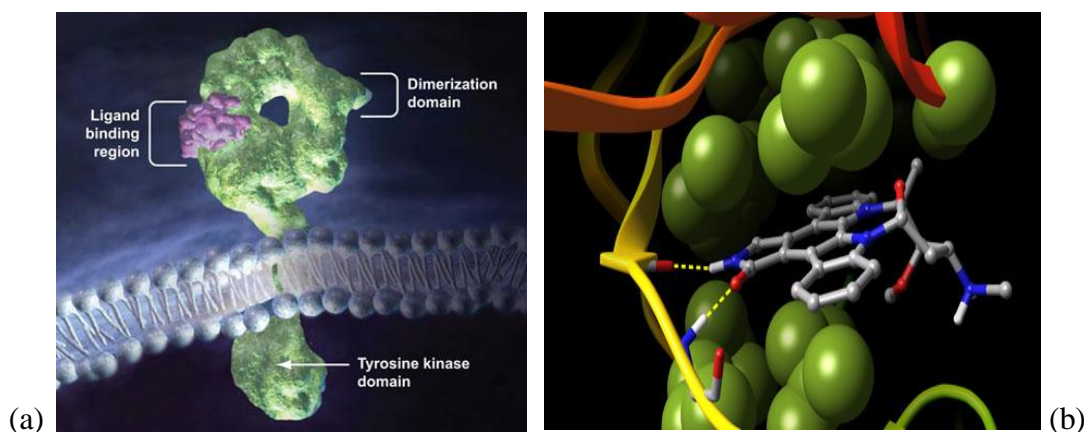 Dimerization
domain
Ligand
binding
region
Tyrosine kinase
domain
(a)
(b)